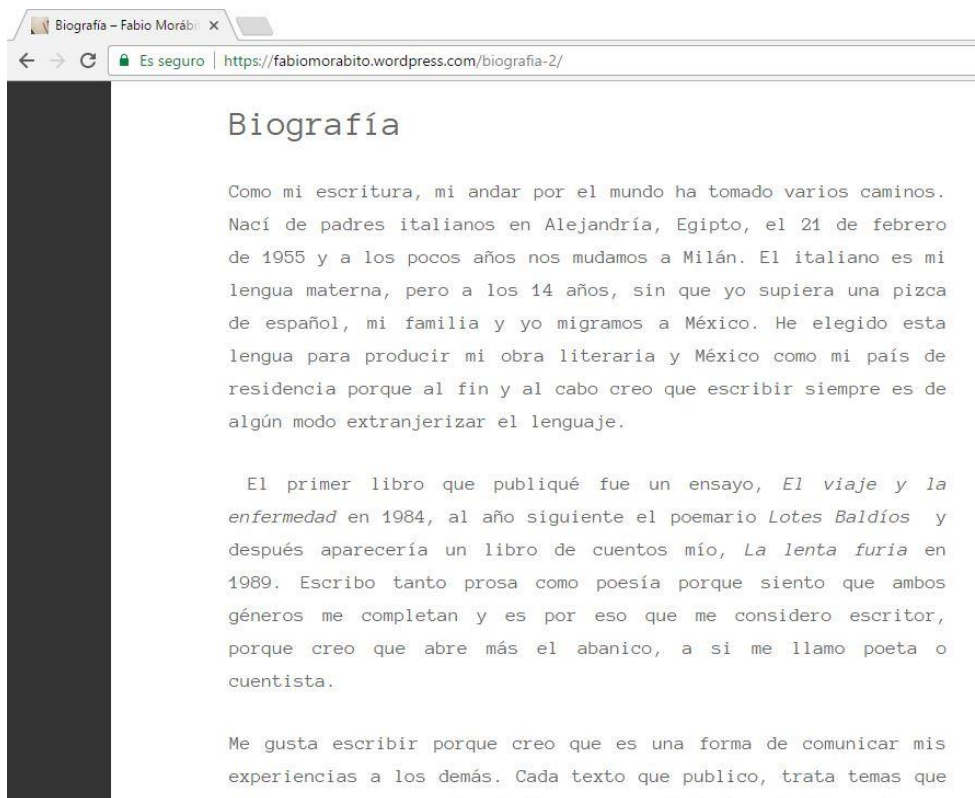 Biografía – Fabio Morábi
Es seguro | https://fabiomorabito.wordpress.com/biografia-2/
Biografía
Como mi escritura, mi andar por el mundo ha tomado varios caminos.
Nací de padres italianos en Alejandría, Egipto, el 21 de febrero
de 1955 y a los pocos años nos mudamos a Milán. El italiano es mi
lengua materna, pero a los 14 años, sin que yo supiera una pizca
de español, mi familia y yo migramos a México. He elegido esta
lengua para producir mi obra literaria y México como mi país de
residencia porque al fin y al cabo creo que escribir siempre es de
algún modo extranjerizar el lenguaje.
El primer libro que publiqué fue un ensayo, El viaje y la
enfermedad en 1984, al año siguiente el poemario Lotes Baldíos y
después aparecería un libro de cuentos mío, La lenta furia en
1989. Escribo tanto prosa como poesía porque siento que ambos
géneros me completan y es por eso que me considero escritor,
porque creo que abre más el abanico, a si me llamo poeta o
cuentista.
Me gusta escribir porque creo que es una forma de comunicar mis
experiencias a los demás. Cada texto que publico, trata temas que